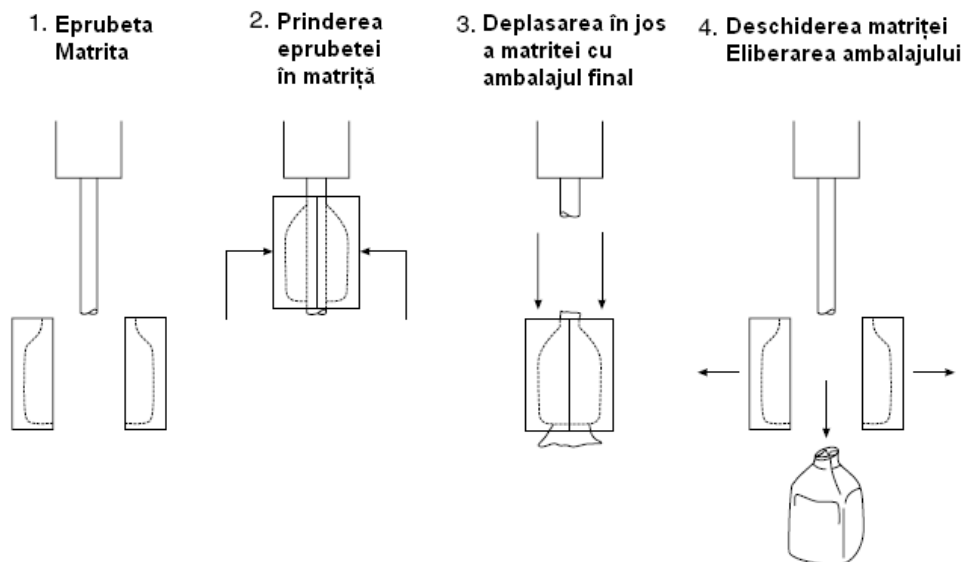 1. Eprubeta
Matrita
2. Prinderea
eprubetei
în matriță
3. Deplasarea în jos
a matritei cu
ambalajul final
4. Deschiderea matriței
Eliberarea ambalajului